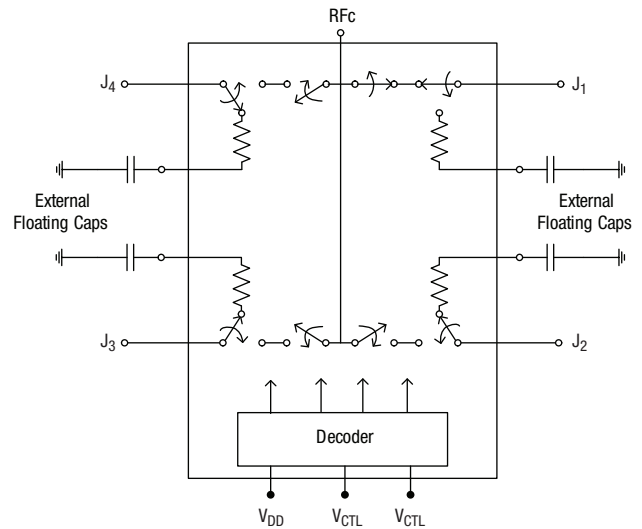 RFc
J4
J1
External
Floating Caps
External
Floating Caps
J3
J2
Decoder
VDD
VCTL
VCTL